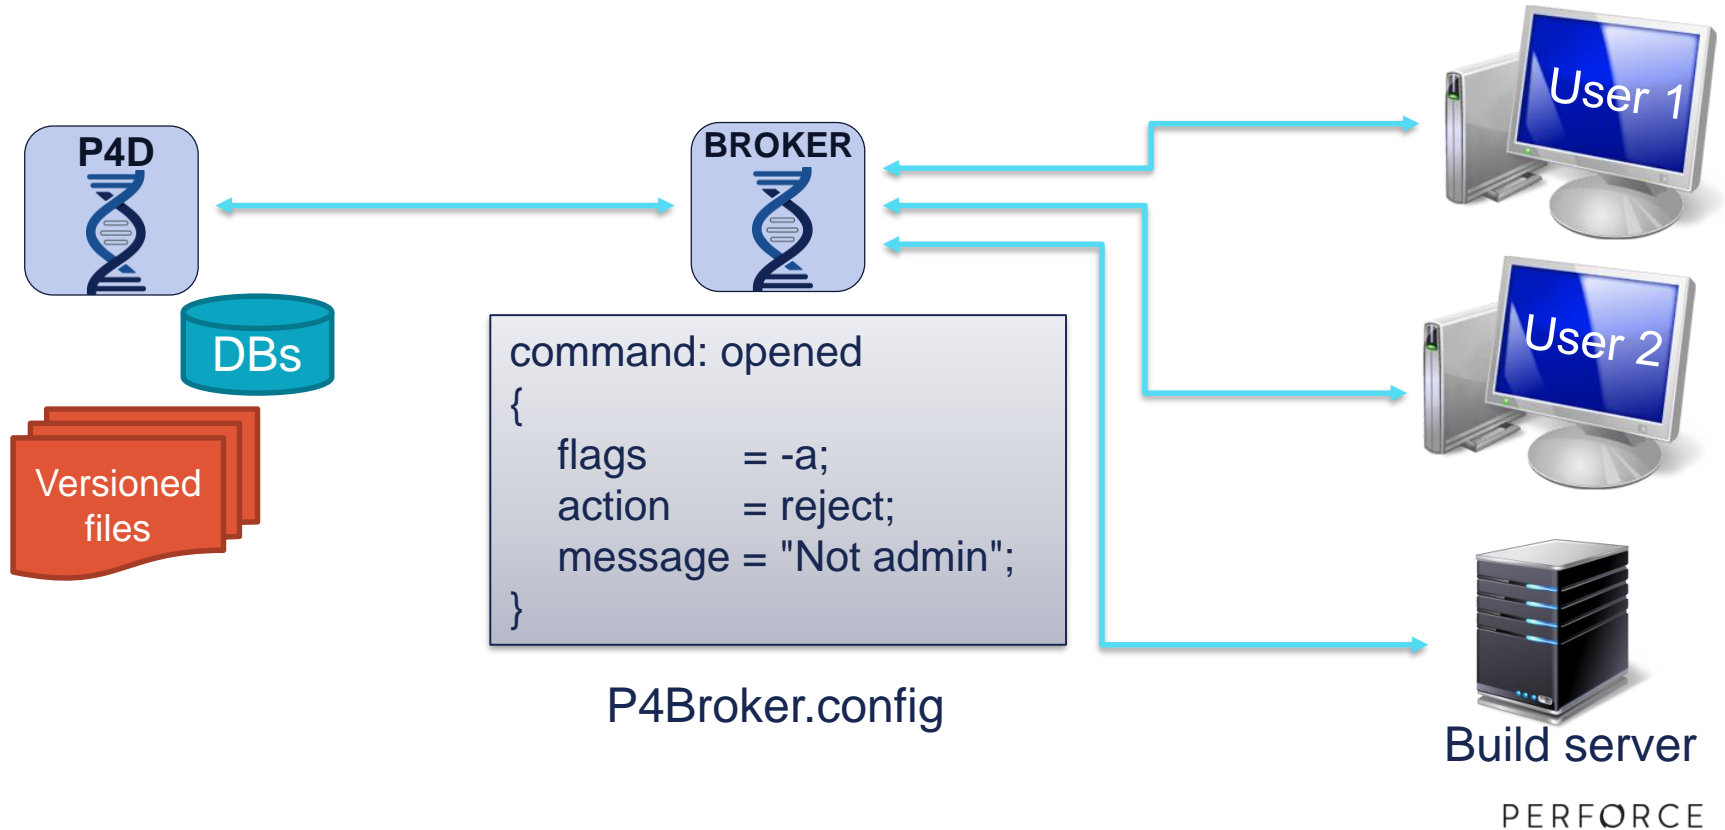 P4D
BROKER
User 1
DBs
User 2
Versioned
files
command: opened
{
flags = -a;
action = reject;
message = "Not admin";
}
P4Broker.config
Build server
PERFORCE